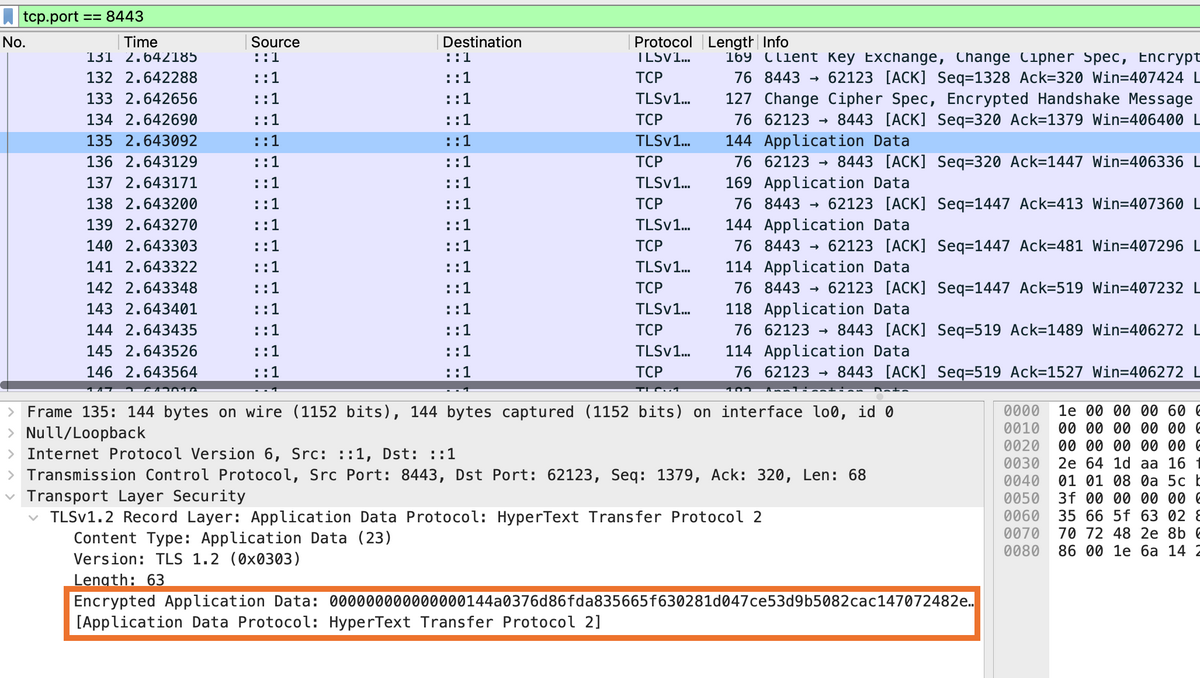 tcp.port == 8443
No. Time Source Destination Protocol Length Info
131 2.642185 ::1 ::1 TLSv1… 169 Client Key Exchange, Change Cipher Spec, Encrypt
132 2.642288 ::1 ::1 TCP 76 8443 → 62123 [ACK] Seq=1328 Ack=320 Win=407424 L
133 2.642656 ::1 ::1 TLSv1… 127 Change Cipher Spec, Encrypted Handshake Message
134 2.642690 ::1 ::1 TCP 76 62123 → 8443 [ACK] Seq=320 Ack=1379 Win=406400 L
135 2.643092 ::1 ::1 TLSv1… 144 Application Data
136 2.643129 ::1 ::1 TCP 76 62123 → 8443 [ACK] Seq=320 Ack=1447 Win=406336 L
137 2.643171 ::1 ::1 TLSv1… 169 Application Data
138 2.643200 ::1 ::1 TCP 76 8443 → 62123 [ACK] Seq=1447 Ack=413 Win=407360 L
139 2.643270 ::1 ::1 TLSv1… 144 Application Data
140 2.643303 ::1 ::1 TCP 76 8443 → 62123 [ACK] Seq=1447 Ack=481 Win=407296 L
141 2.643322 ::1 ::1 TLSv1… 114 Application Data
142 2.643348 ::1 ::1 TCP 76 8443 → 62123 [ACK] Seq=1447 Ack=519 Win=407232 L
143 2.643401 ::1 ::1 TLSv1… 118 Application Data
144 2.643435 ::1 ::1 TCP 76 62123 → 8443 [ACK] Seq=519 Ack=1489 Win=406272 L
145 2.643526 ::1 ::1 TLSv1… 114 Application Data
146 2.643564 ::1 ::1 TCP 76 62123 → 8443 [ACK] Seq=519 Ack=1527 Win=406272 L
Frame 135: 144 bytes on wire (1152 bits), 144 bytes captured (1152 bits) on interface lo0, id 0
Null/Loopback
Internet Protocol Version 6, Src: ::1, Dst: ::1
Transmission Control Protocol, Src Port: 8443, Dst Port: 62123, Seq: 1379, Ack: 320, Len: 68
Transport Layer Security
TLSv1.2 Record Layer: Application Data Protocol: HyperText Transfer Protocol 2
Content Type: Application Data (23)
Version: TLS 1.2 (0x0303)
Length: 63
Encrypted Application Data: 000000000000000144a0376d86fda835665f630281d047ce53d9b5082cac147072482e…
[Application Data Protocol: HyperText Transfer Protocol 2]
0000 1e 00 00 00 60
0010 00 00 00 00 00
0020 00 00 00 00 00
0030 2e 64 1d aa 16
0040 01 01 08 0a 5c
0050 3f 00 00 00 00
0060 35 66 5f 63 02
0070 70 72 48 2e 8b
0080 86 00 1e 6a 14